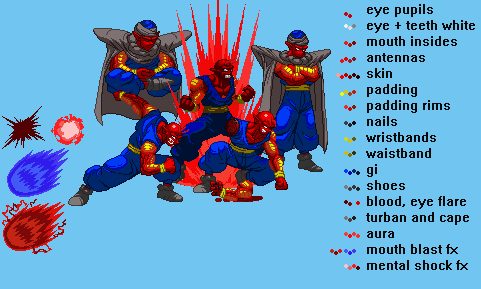 eye pupils
eye + teeth white
mouth insides
antennas
skin
padding
padding rims
nails
wristbands
waistband
gi
shoes
blood, eye flare
turban and cape
aura
mouth blast fx
mental shock fx